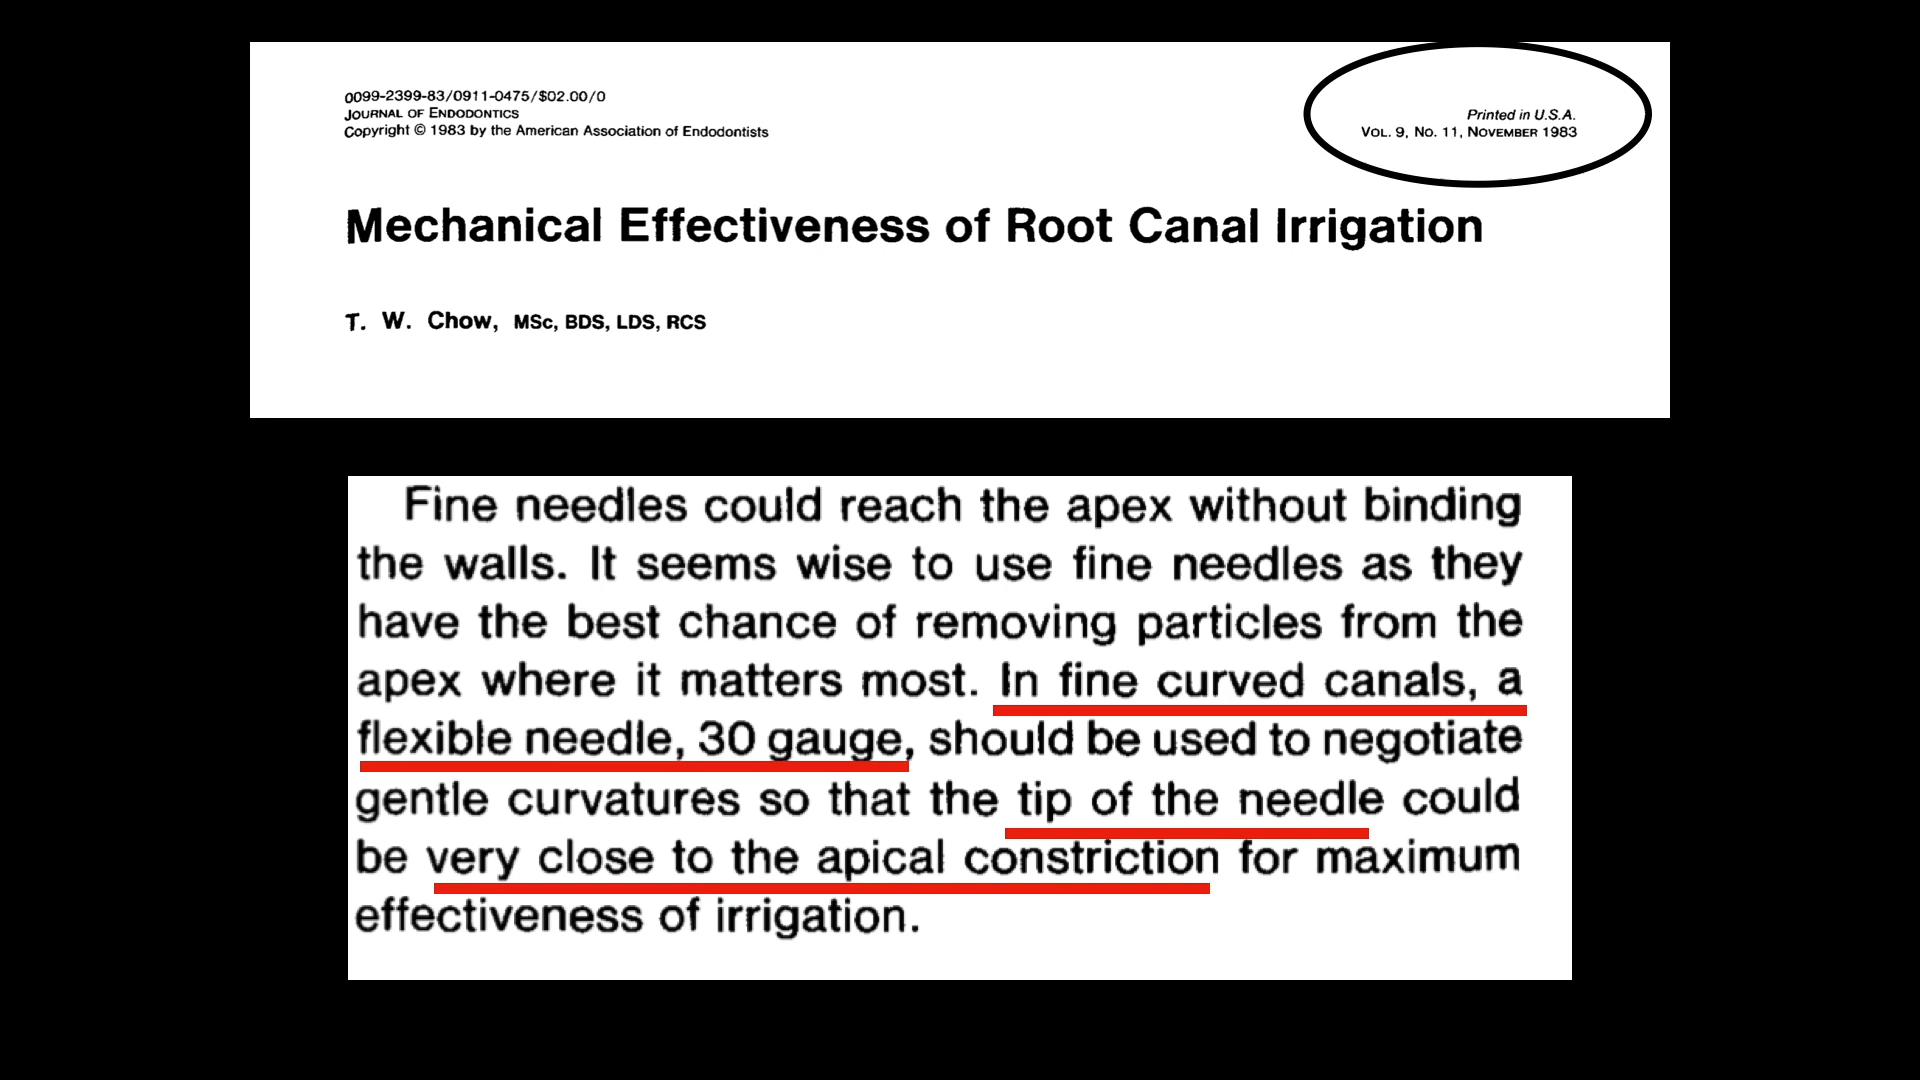 0099-2399-83/0911-0475/$02.00/0
JOURNAL OF ENDODONTICS
Copyright © 1983 by the American Association of Endodontists
Printed in U.S.A.
VOL. 9, No. 11, NOVEMBER 1983
Mechanical Effectiveness of Root Canal Irrigation
T. W. Chow, MSc, BDS, LDS, RCS
Fine needles could reach the apex without binding
the walls. It seems wise to use fine needles as they
have the best chance of removing particles from the
apex where it matters most. In fine curved canals, a
flexible needle, 30 gauge, should be used to negotiate
gentle curvatures so that the tip of the needle could
be very close to the apical constriction for maximum
effectiveness of irrigation.